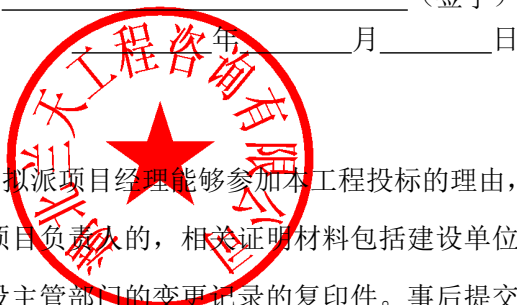 （签字）
年 月 日
拟派项目经理能够参加本工程投标的理由，
项目负责人的，相关证明材料包括建设单位
设主管部门的变更记录的复印件。事后提交
湖北兰天工程咨询有限公司